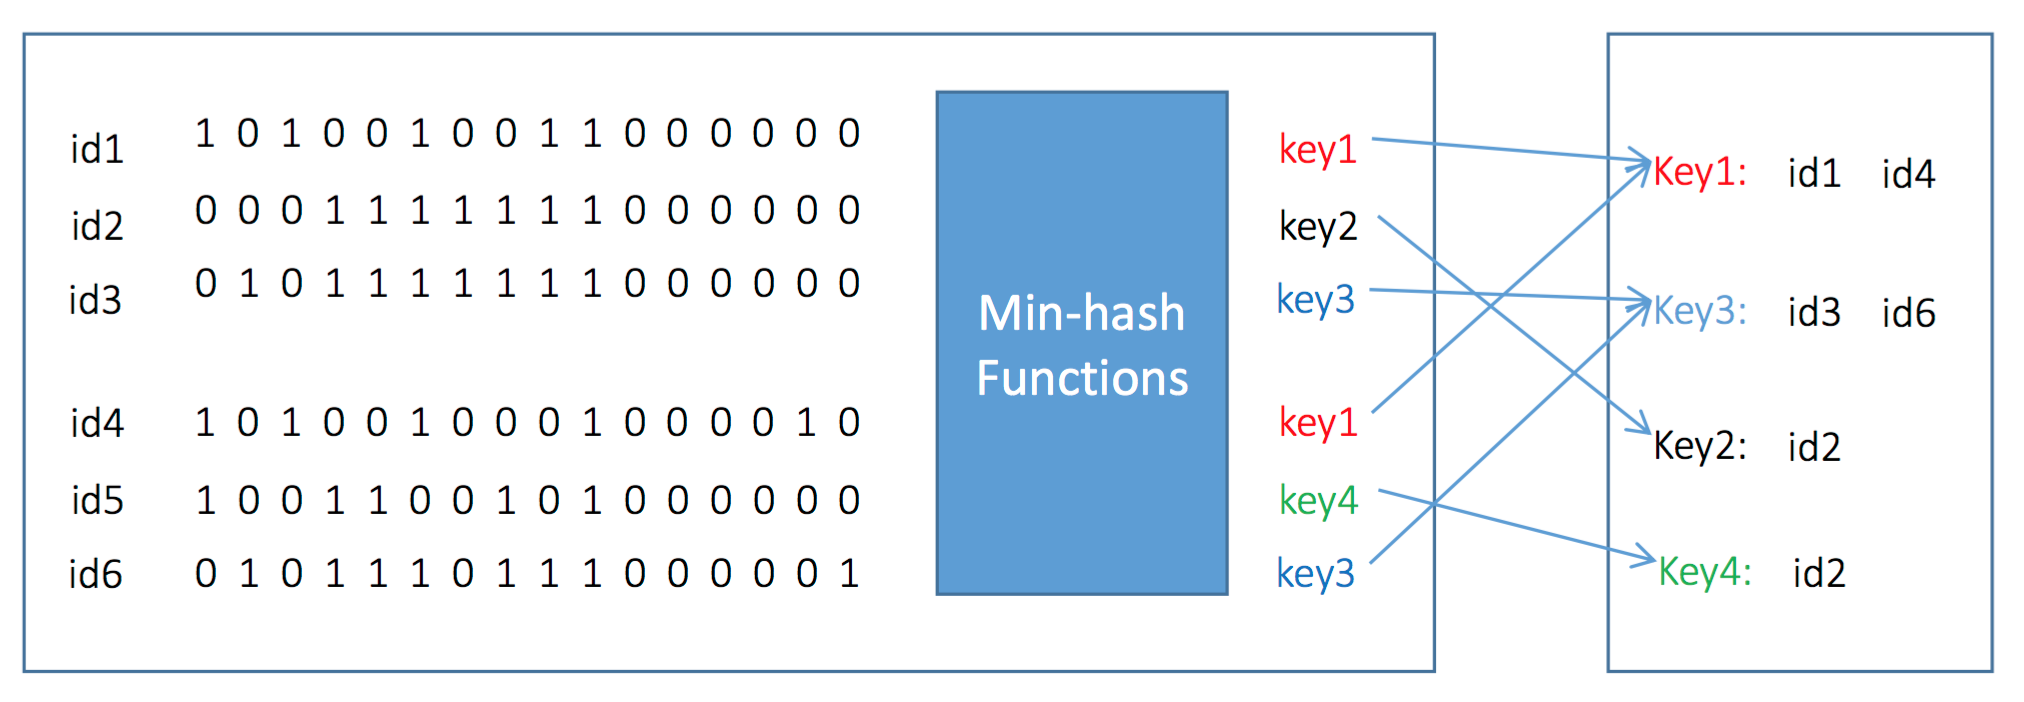 id1 1 0 1 0 0 1 0 0 1 1 0 0 0 0 0 0 key1
id2 0 0 0 1 1 1 1 1 1 1 0 0 0 0 0 0 key2
id3 0 1 0 1 1 1 1 1 1 1 0 0 0 0 0 0 key3
id4 1 0 1 0 0 1 0 0 0 1 0 0 0 0 1 0 key1
id5 1 0 0 1 1 0 0 1 0 1 0 0 0 0 0 0 key4
id6 0 1 0 1 1 1 0 1 1 1 0 0 0 0 0 1 key3
Min-hash
Functions
Key1: id1 id4
Key3: id3 id6
Key2: id2
Key4: id2